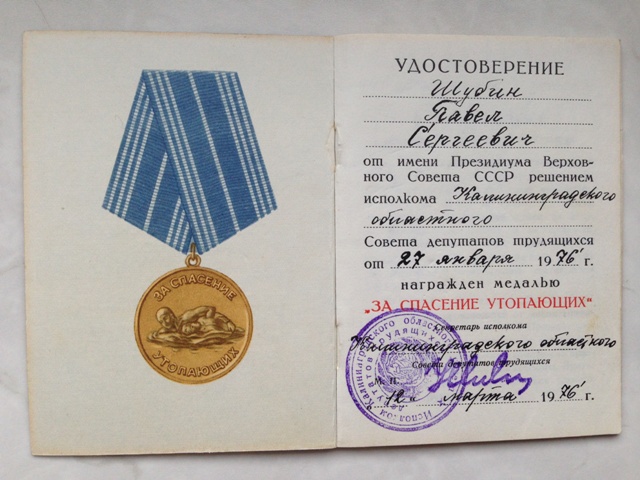 ЗА СПАСЕНИЕ
УТОПАЮЩИХ
УДОСТОВЕРЕНИЕ
Шубин
Павел
Сергеевич
от имени Президиума Верхов-
ного Совета СССР решением
исполкома Калининградского
областного
Совета депутатов трудящихся
от 27 января 1976 г.
награжден медалью
„ЗА СПАСЕНИЕ УТОПАЮЩИХ“
Секретарь исполкома
Калининградского областного
Совета депутатов трудящихся
М. П.
„12“ марта 1976 г.